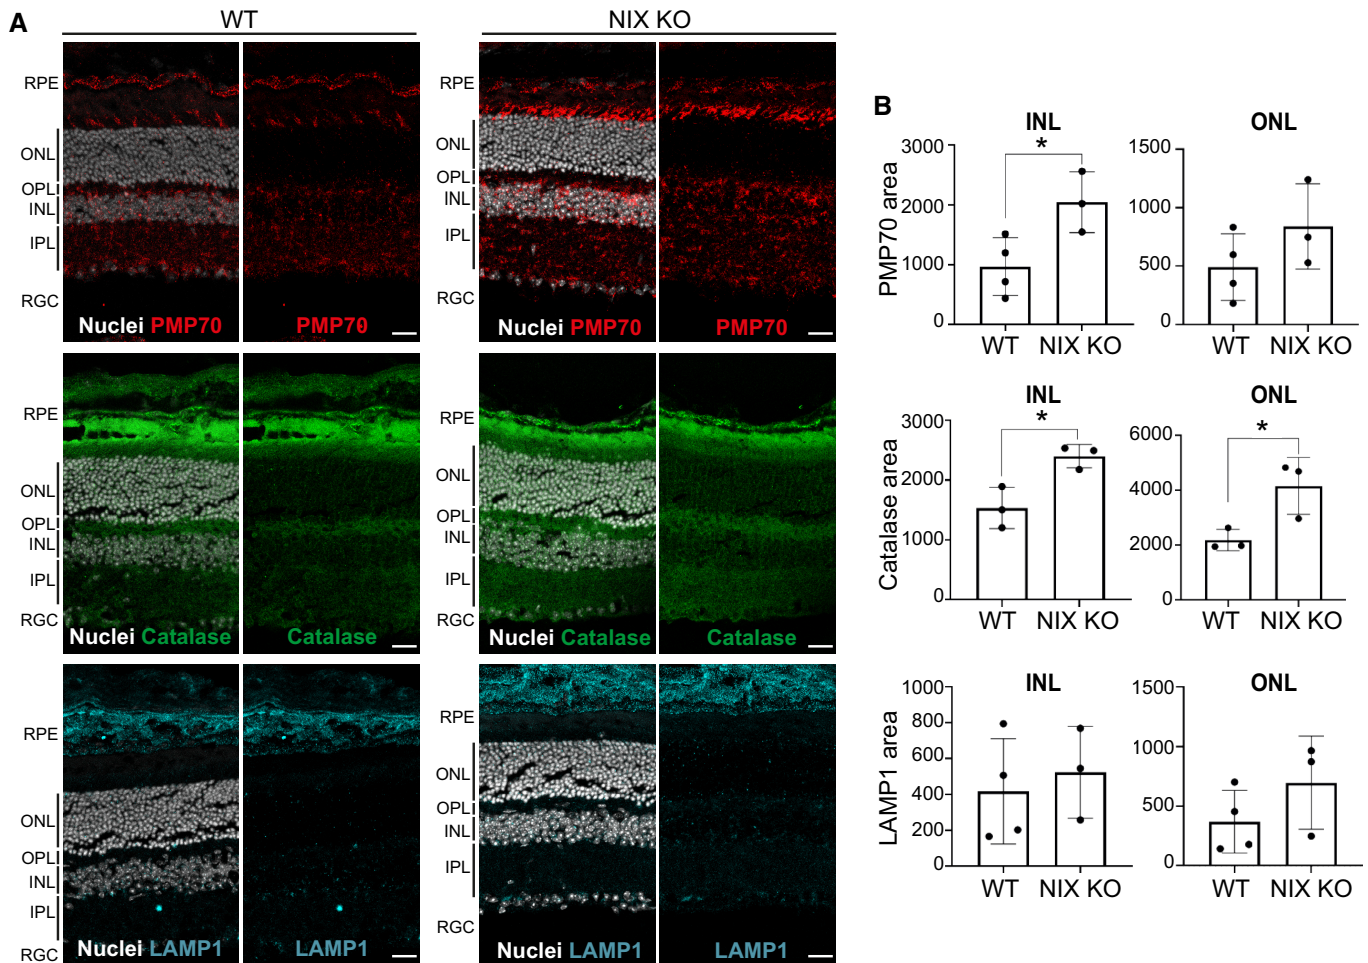 A
WT
NIX KO
RPE
ONL
OPL
INL
IPL
RGC
Nuclei PMP70
PMP70
RPE
ONL
OPL
INL
IPL
RGC
Nuclei PMP70
PMP70
RPE
ONL
OPL
INL
IPL
RGC
Nuclei Catalase
Catalase
RPE
ONL
OPL
INL
IPL
RGC
Nuclei Catalase
Catalase
RPE
ONL
OPL
INL
IPL
RGC
Nuclei LAMP1
LAMP1
RPE
ONL
OPL
INL
IPL
RGC
Nuclei LAMP1
LAMP1
B
INL
PMP70 area
3000
2000
1000
0
*
WT NIX KO
ONL
1500
1000
500
0
WT NIX KO
INL
Catalase area
3000
2000
1000
0
*
WT NIX KO
ONL
6000
4000
2000
0
*
WT NIX KO
INL
LAMP1 area
1000
800
600
400
200
0
WT NIX KO
ONL
1500
1000
500
0
WT NIX KO